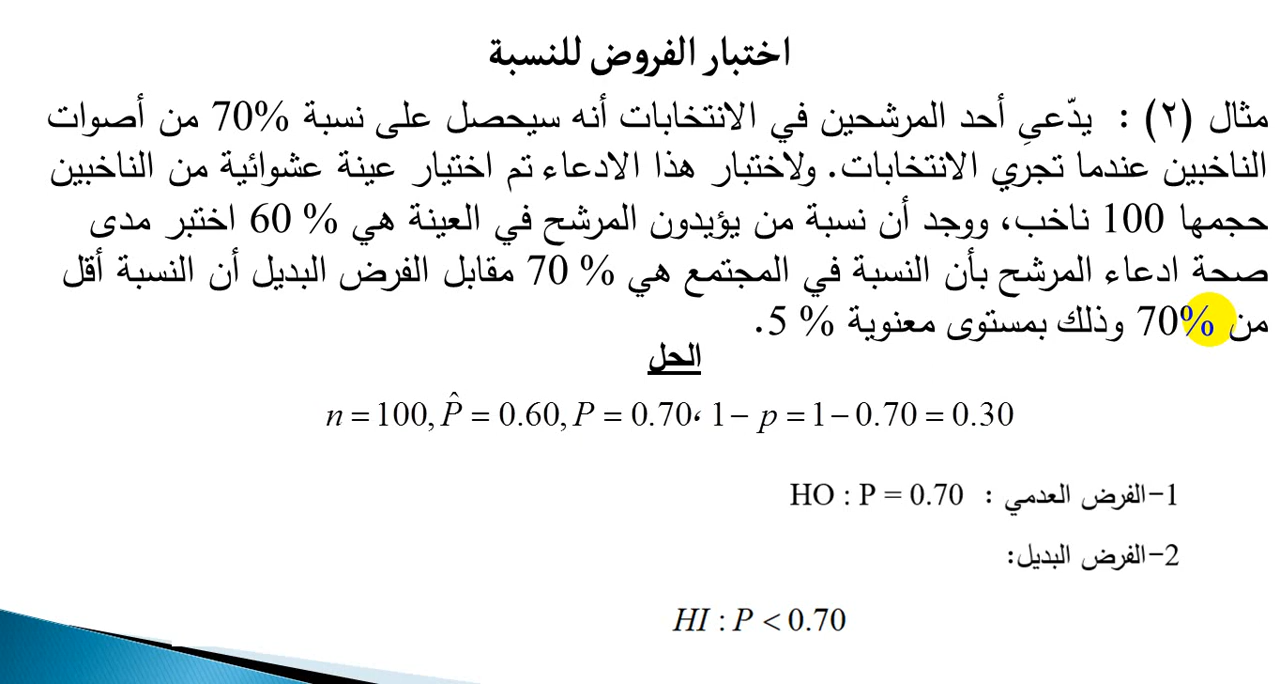 اختبار الفروض للنسبة
مثال (٢) : يدّعي أحد المرشحين في الانتخابات أنه سيحصل على نسبة 70% من أصوات
الناخبين عندما تجري الانتخابات. ولاختبار هذا الادعاء تم اختيار عينة عشوائية من الناخبين
حجمها 100 ناخب، ووجد أن نسبة من يؤيدون المرشح في العينة هي % 60 اختبر مدى
صحة ادعاء المرشح بأن النسبة في المجتمع هي % 70 مقابل الفرض البديل أن النسبة أقل
من 70% وذلك بمستوى معنوية % 5.
الحل
n = 100, P̂ = 0.60, P = 0.70، 1 − p = 1 − 0.70 = 0.30
1-الفرض العدمي : HO : P = 0.70
2-الفرض البديل:
HI : P < 0.70